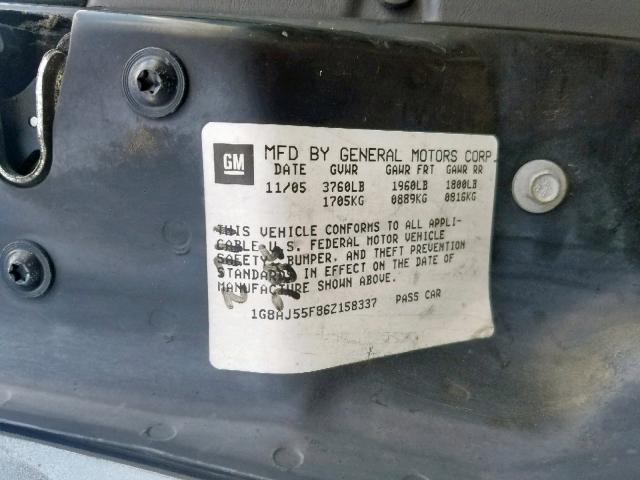 GM MFD BY GENERAL MOTORS CORP.
DATE GVWR GAWR FRT GAWR RR
11/05 3760LB 1960LB 1800LB
1705KG 0889KG 0816KG
THIS VEHICLE CONFORMS TO ALL APPLI-
CABLE U.S. FEDERAL MOTOR VEHICLE
SAFETY, BUMPER, AND THEFT PREVENTION
STANDARDS IN EFFECT ON THE DATE OF
MANUFACTURE SHOWN ABOVE.
1G8AJ55F86Z158337 PASS CAR